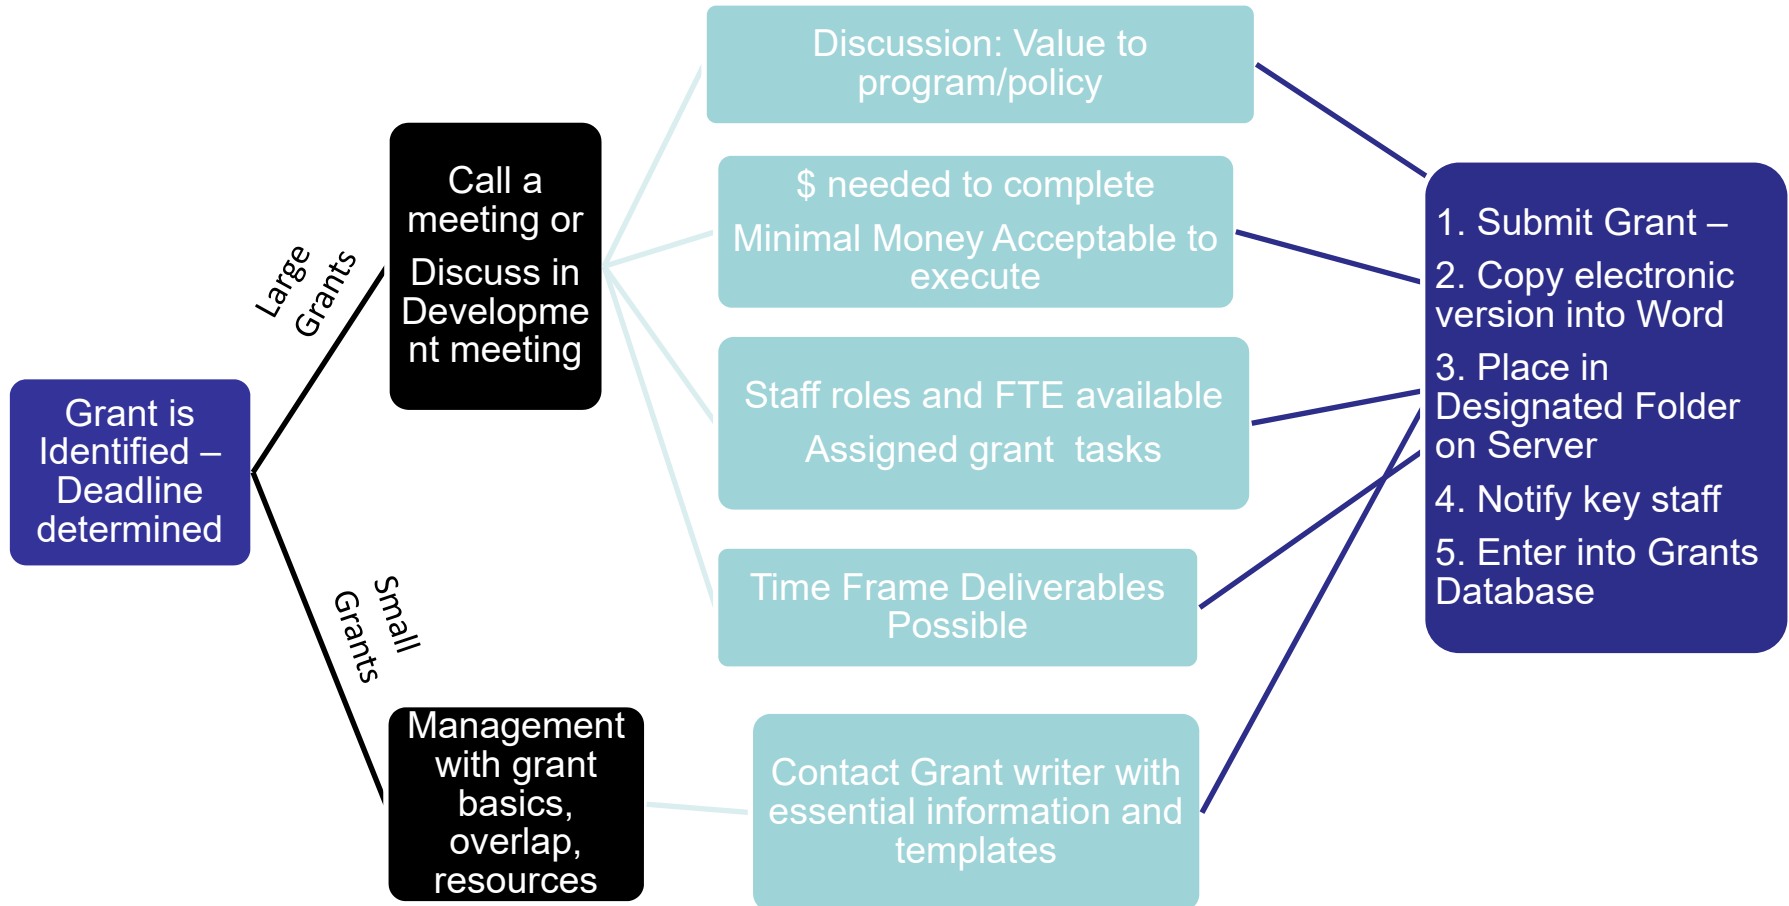 Grant is
Identified –
Deadline
determined
Large
Grants
Small
Grants
Call a
meeting or
Discuss in
Developme
nt meeting
Management
with grant
basics,
overlap,
resources
Discussion: Value to
program/policy
$ needed to complete
Minimal Money Acceptable to
execute
Staff roles and FTE available
Assigned grant  tasks
Time Frame Deliverables
Possible
Contact Grant writer with
essential information and
templates
1. Submit Grant –
2. Copy electronic
version into Word
3. Place in
Designated Folder
on Server
4. Notify key staff
5. Enter into Grants
Database